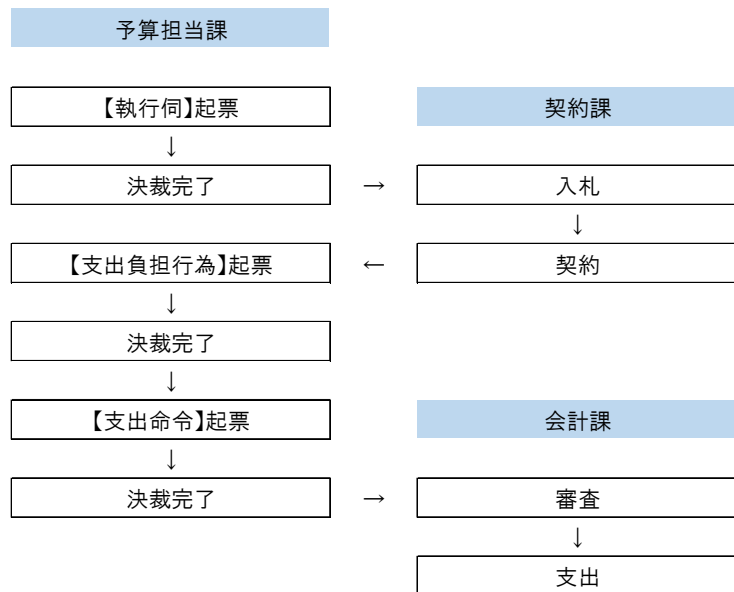 予算担当課
【執行伺】起票
契約課
↓
決裁完了
→
入札
↓
【支出負担行為】起票
←
契約
↓
決裁完了
↓
【支出命令】起票
会計課
↓
決裁完了
→
審査
↓
支出